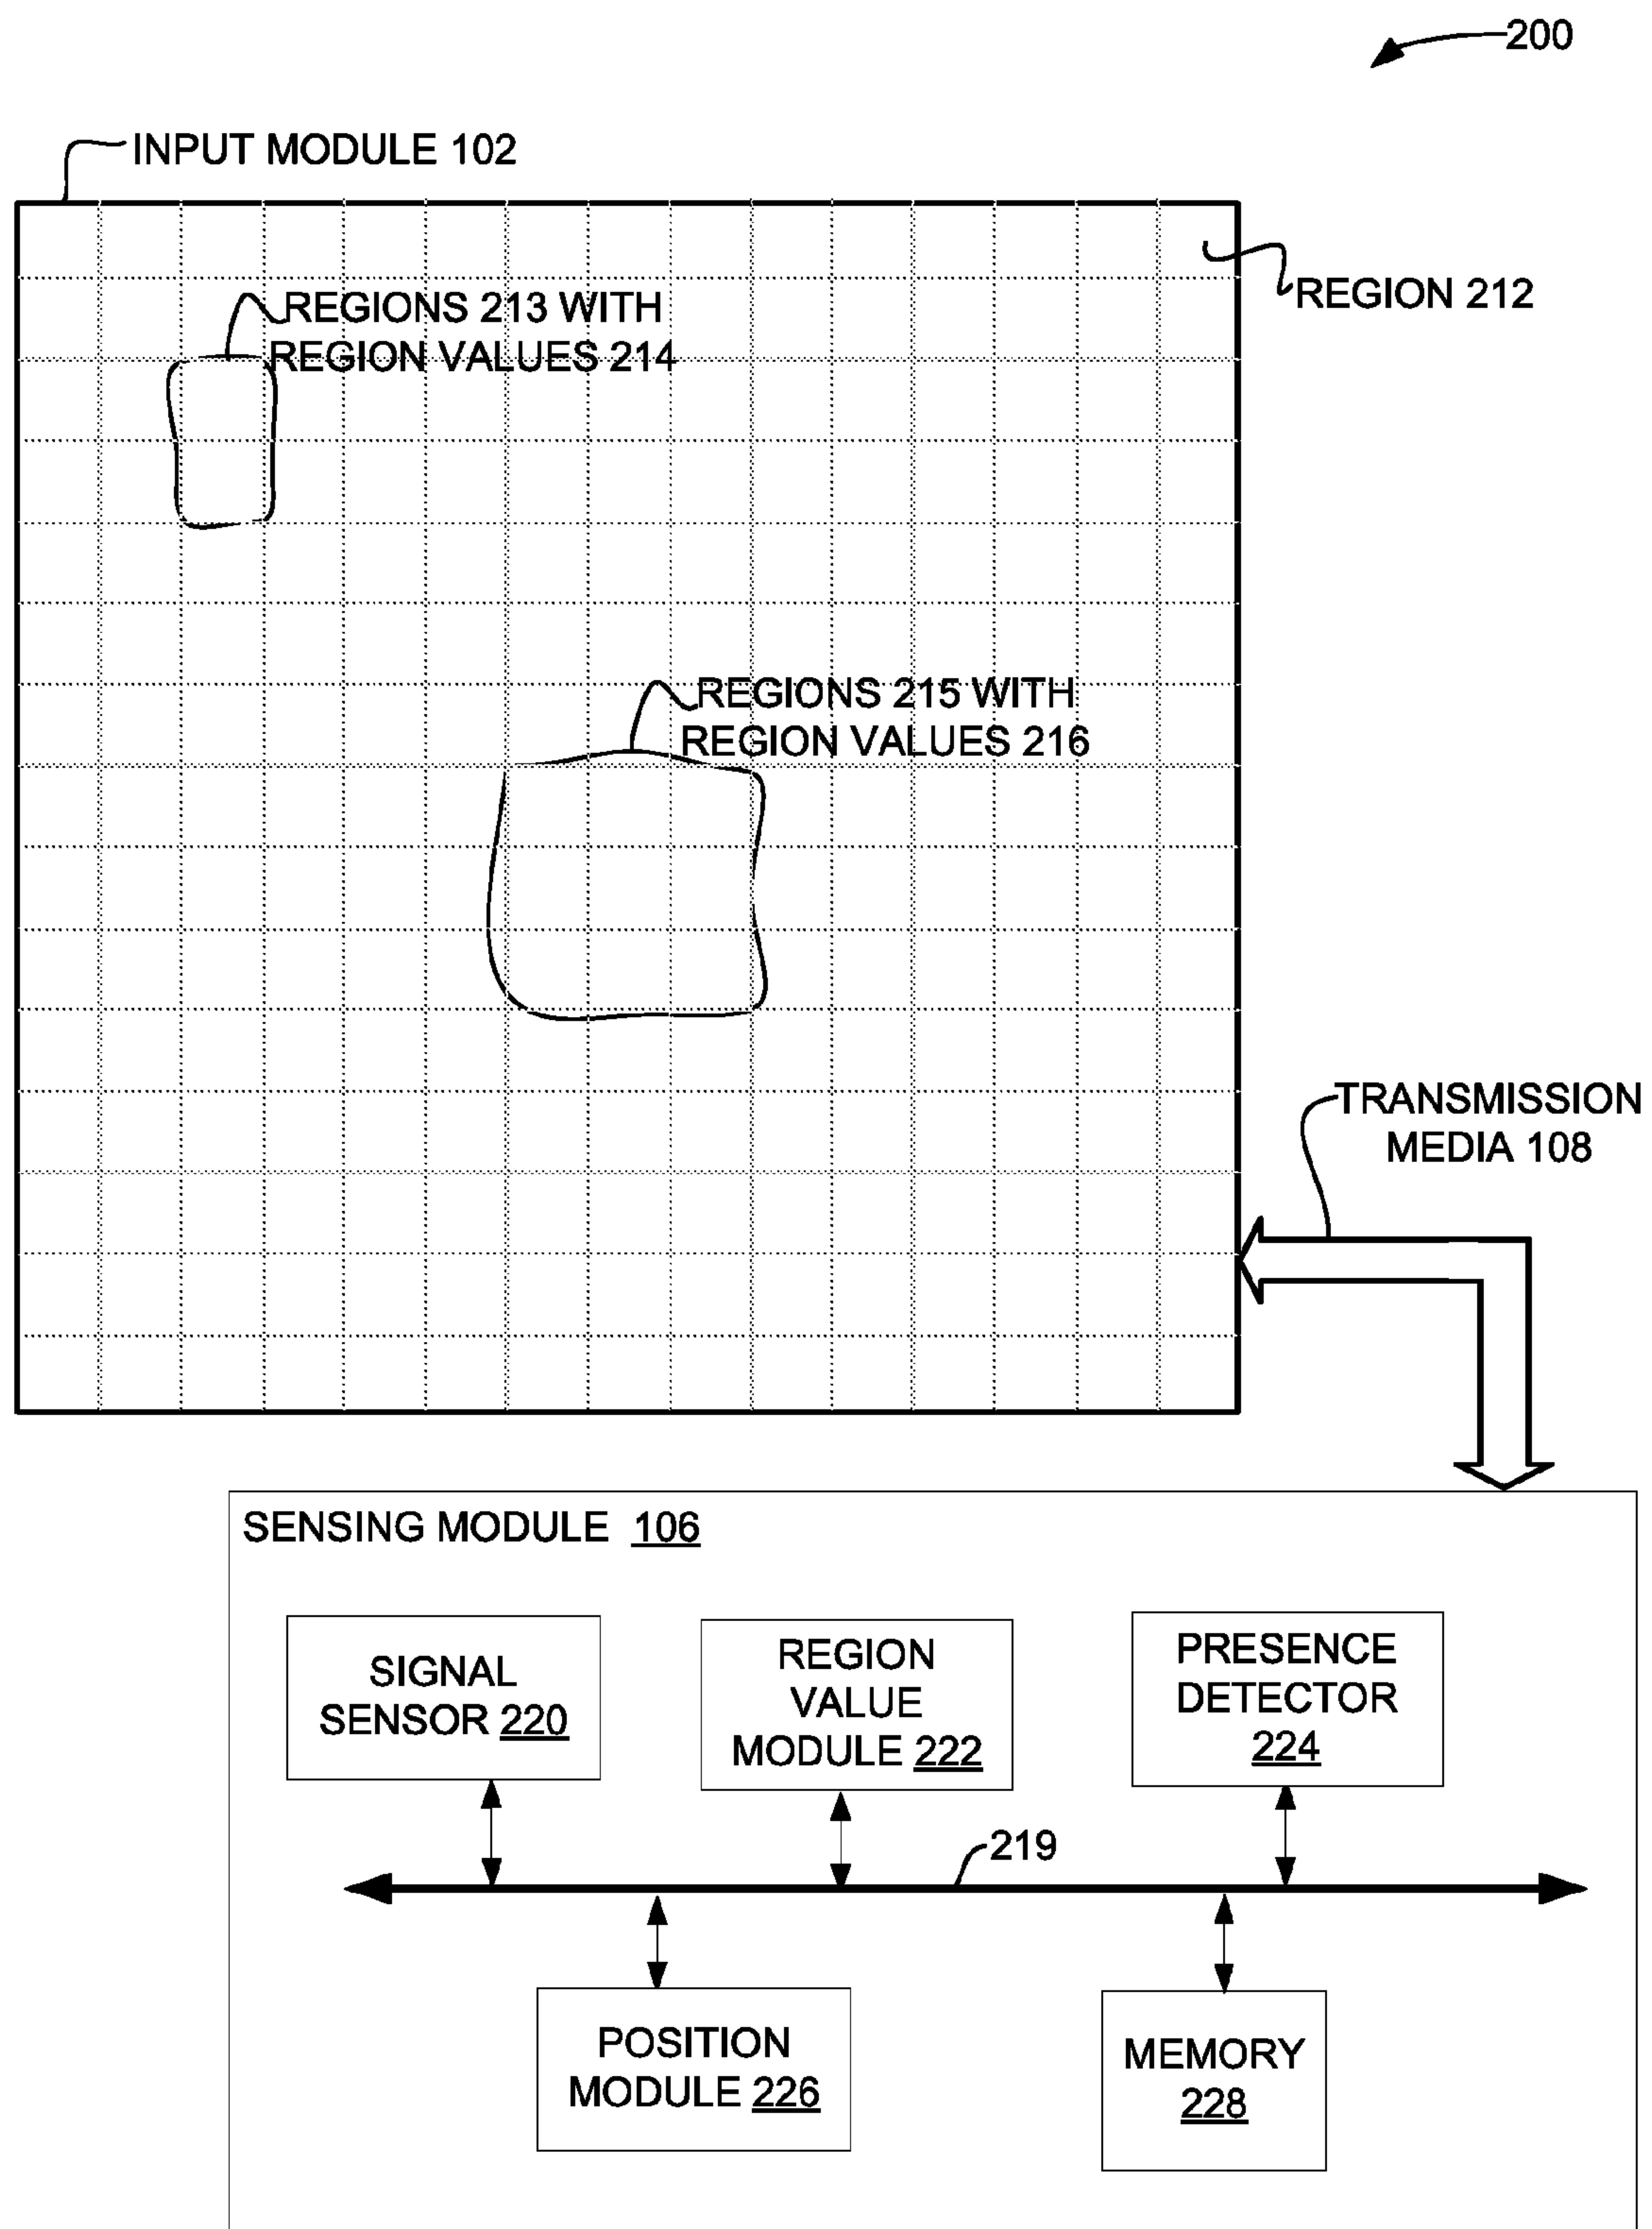 200
INPUT MODULE 102
REGION 212
REGIONS 213 WITH
REGION VALUES 214
REGIONS 215 WITH
REGION VALUES 216
TRANSMISSION
MEDIA 108
SENSING MODULE 106
SIGNAL
SENSOR 220
REGION
VALUE
MODULE 222
PRESENCE
DETECTOR
224
219
POSITION
MODULE 226
MEMORY
228